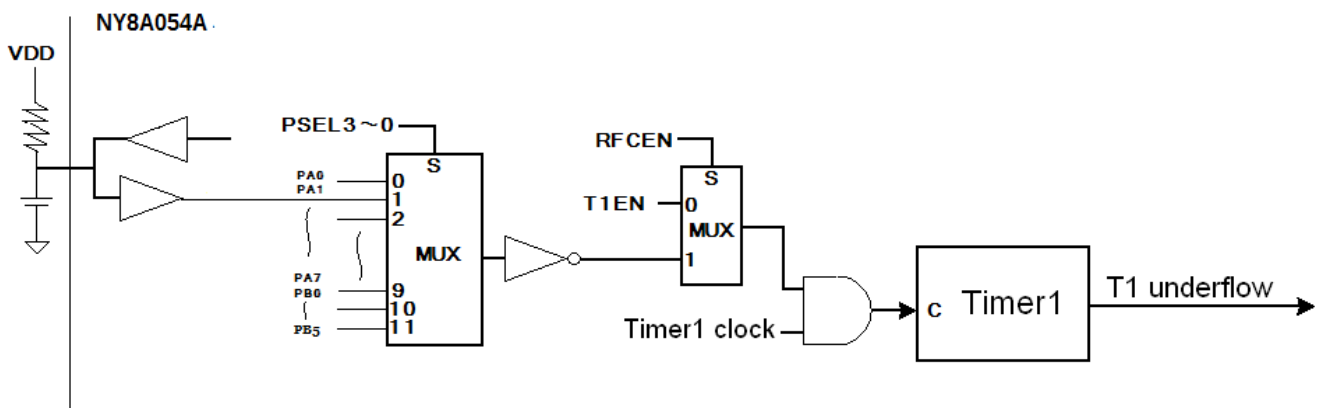 NY8A054A
VDD
PSEL3~0
RFCEN
S
S
PA0
0
PA1
1
T1EN
0
2
MUX
MUX
1
PA7
PB0
9
10
PB5
11
Timer1 clock
C
Timer1
T1 underflow